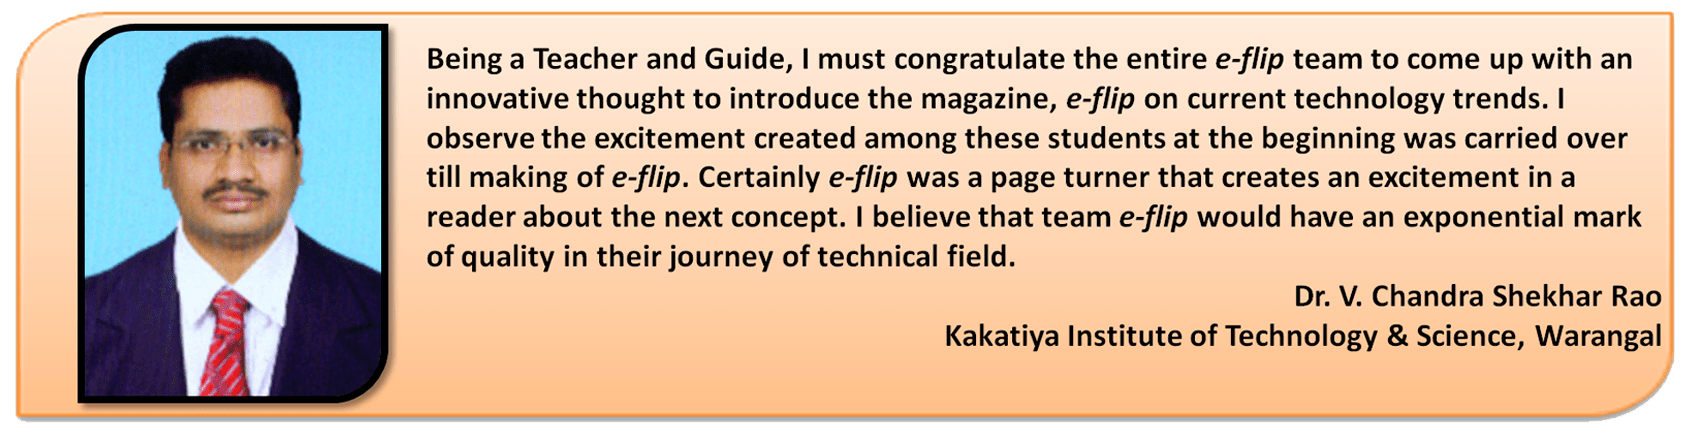 Being a Teacher and Guide, I must congratulate the entire e-flip team to come up with an
innovative thought to introduce the magazine, e-flip on current technology trends. I
observe the excitement created among these students at the beginning was carried over
till making of e-flip. Certainly e-flip was a page turner that creates an excitement in a
reader about the next concept. I believe that team e-flip would have an exponential mark
of quality in their journey of technical field.
Dr. V. Chandra Shekhar Rao
Kakatiya Institute of Technology & Science, Warangal